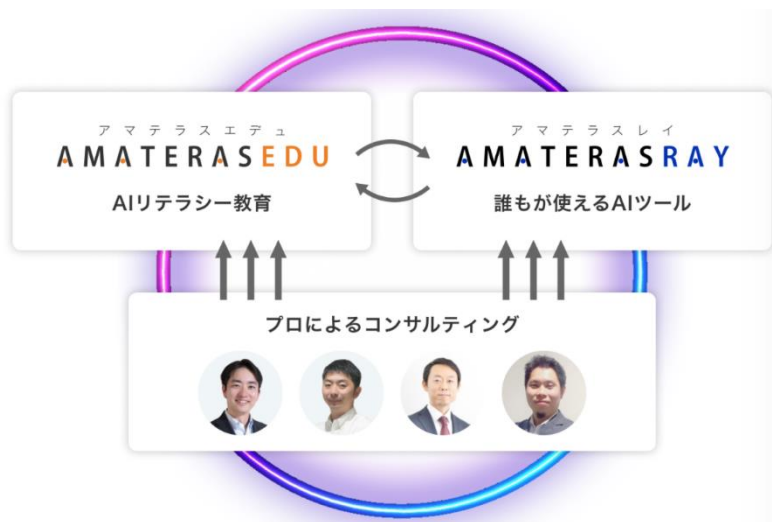 アマテラスエデュ
AMATERASEDU
AIリテラシー教育
アマテラスレイ
AMATERASRAY
誰もが使えるAIツール
プロによるコンサルティング